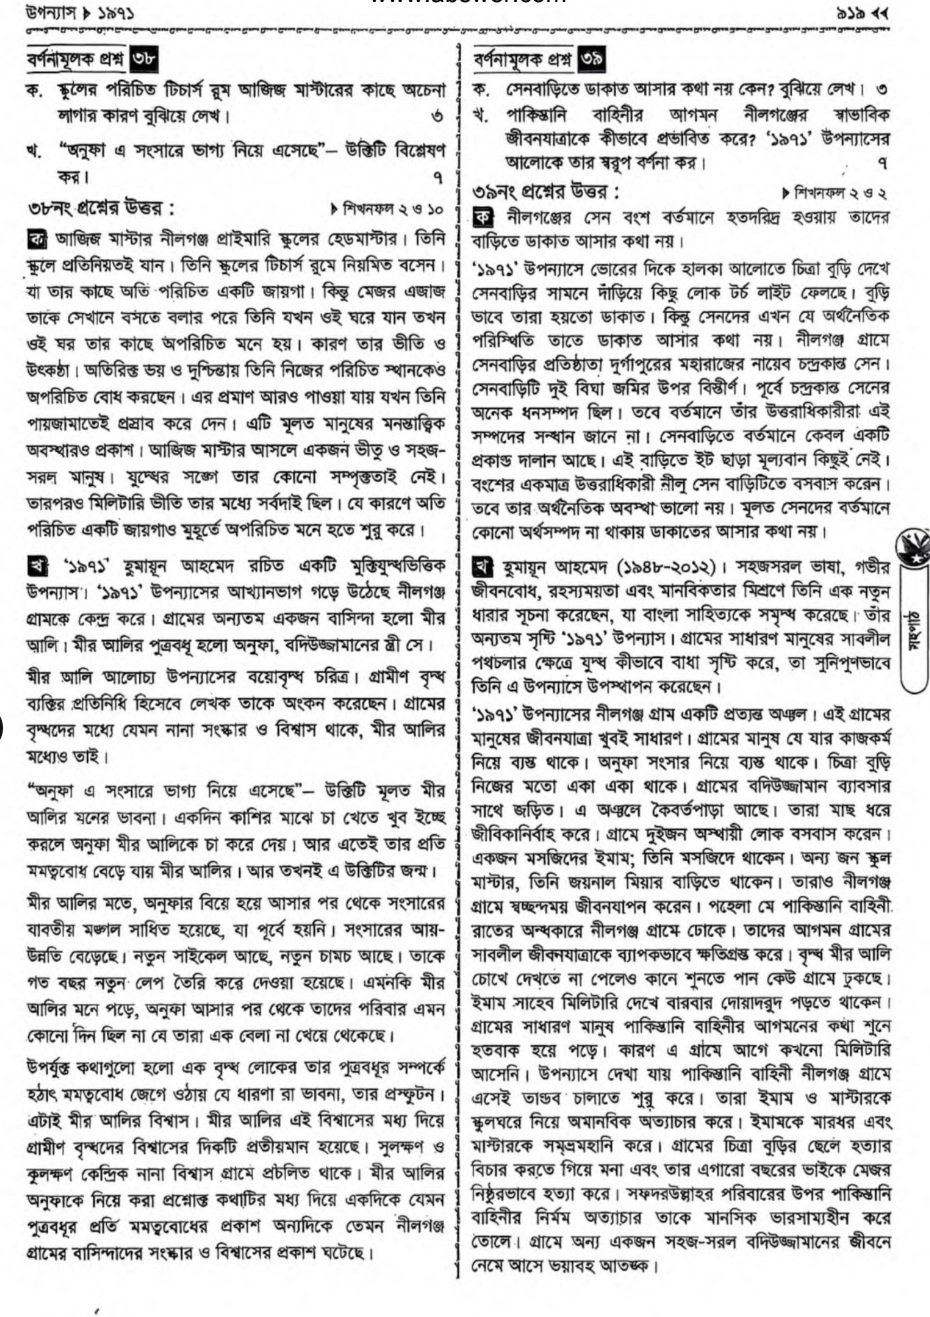 উপন্যাস ▶ ১৯৭১
৯১৯ ◀◀
বর্ণনামূলক প্রশ্ন ৩৮
ক. স্কুলের পরিচিত টিচার্স রুম আজিজ মাস্টারের কাছে অচেনা
লাগার কারণ বুঝিয়ে লেখ। ৩
খ. “অনুফা এ সংসারে ভাগ্য নিয়ে এসেছে”– উক্তিটি বিশ্লেষণ
কর। ৭
৩৮নং প্রশ্নের উত্তর : ▶ শিখনফল ২ ও ১০
ক আজিজ মাস্টার নীলগঞ্জ প্রাইমারি স্কুলের হেডমাস্টার। তিনি
স্কুলে প্রতিনিয়তই যান। তিনি স্কুলের টিচার্স রুমে নিয়মিত বসেন।
যা তার কাছে অতি পরিচিত একটি জায়গা। কিন্তু মেজর এজাজ
তাকে সেখানে বসতে বলার পরে তিনি যখন ওই ঘরে যান তখন
ওই ঘর তার কাছে অপরিচিত মনে হয়। কারণ তার ভীতি ও
উৎকণ্ঠা। অতিরিক্ত ভয় ও দুশ্চিন্তায় তিনি নিজের পরিচিত স্থানকেও
অপরিচিত বোধ করছেন। এর প্রমাণ আরও পাওয়া যায় যখন তিনি
পায়জামাতেই প্রস্রাব করে দেন। এটি মূলত মানুষের মনস্তাত্ত্বিক
অবস্থারও প্রকাশ। আজিজ মাস্টার আসলে একজন ভীতু ও সহজ-
সরল মানুষ। যুদ্ধের সঙ্গে তার কোনো সম্পৃক্ততাই নেই।
তারপরও মিলিটারি ভীতি তার মধ্যে সর্বদাই ছিল। যে কারণে অতি
পরিচিত একটি জায়গাও মুহূর্তে অপরিচিত মনে হতে শুরু করে।
খ ‘১৯৭১’ হুমায়ূন আহমেদ রচিত একটি মুক্তিযুদ্ধভিত্তিক
উপন্যাস। ‘১৯৭১’ উপন্যাসের আখ্যানভাগ গড়ে উঠেছে নীলগঞ্জ
গ্রামকে কেন্দ্র করে। গ্রামের অন্যতম একজন বাসিন্দা হলো মীর
আলি। মীর আলির পুত্রবধূ হলো অনুফা, বদিউজ্জামানের স্ত্রী সে।
মীর আলি আলোচ্য উপন্যাসের বয়োবৃদ্ধ চরিত্র। গ্রামীণ বৃদ্ধ
ব্যক্তির প্রতিনিধি হিসেবে লেখক তাকে অংকন করেছেন। গ্রামের
বৃদ্ধদের মধ্যে যেমন নানা সংস্কার ও বিশ্বাস থাকে, মীর আলির
মধ্যেও তাই।
“অনুফা এ সংসারে ভাগ্য নিয়ে এসেছে”– উক্তিটি মূলত মীর
আলির মনের ভাবনা। একদিন কাশির মাঝে চা খেতে খুব ইচ্ছে
করলে অনুফা মীর আলিকে চা করে দেয়। আর এতেই তার প্রতি
মমত্ববোধ বেড়ে যায় মীর আলির। আর তখনই এ উক্তিটির জন্ম।
মীর আলির মতে, অনুফার বিয়ে হয়ে আসার পর থেকে সংসারের
যাবতীয় মঙ্গল সাধিত হয়েছে, যা পূর্বে হয়নি। সংসারের আয়-
উন্নতি বেড়েছে। নতুন সাইকেল আছে, নতুন চামচ আছে। তাকে
গত বছর নতুন লেপ তৈরি করে দেওয়া হয়েছে। এমনকি মীর
আলির মনে পড়ে, অনুফা আসার পর থেকে তাদের পরিবার এমন
কোনো দিন ছিল না যে তারা এক বেলা না খেয়ে থেকেছে।
উপর্যুক্ত কথাগুলো হলো এক বৃদ্ধ লোকের তার পুত্রবধূর সম্পর্কে
হঠাৎ মমত্ববোধ জেগে ওঠায় যে ধারণা রা ভাবনা, তার প্রস্ফুটন।
এটাই মীর আলির বিশ্বাস। মীর আলির এই বিশ্বাসের মধ্য দিয়ে
গ্রামীণ বৃদ্ধদের বিশ্বাসের দিকটি প্রতীয়মান হয়েছে। সুলক্ষণ ও
কুলক্ষণ কেন্দ্রিক নানা বিশ্বাস গ্রামে প্রচলিত থাকে। মীর আলির
অনুফাকে নিয়ে করা প্রশ্নোক্ত কথাটির মধ্য দিয়ে একদিকে যেমন
পুত্রবধূর প্রতি মমত্ববোধের প্রকাশ অন্যদিকে তেমন নীলগঞ্জ
গ্রামের বাসিন্দাদের সংস্কার ও বিশ্বাসের প্রকাশ ঘটেছে।
বর্ণনামূলক প্রশ্ন ৩৯
ক. সেনবাড়িতে ডাকাত আসার কথা নয় কেন? বুঝিয়ে লেখ। ৩
খ. পাকিস্তানি বাহিনীর আগমন নীলগঞ্জের স্বাভাবিক
জীবনযাত্রাকে কীভাবে প্রভাবিত করে? ‘১৯৭১’ উপন্যাসের
আলোকে তার স্বরূপ বর্ণনা কর। ৭
৩৯নং প্রশ্নের উত্তর : ▶ শিখনফল ২ ও ২
ক নীলগঞ্জের সেন বংশ বর্তমানে হতদরিদ্র হওয়ায় তাদের
বাড়িতে ডাকাত আসার কথা নয়।
‘১৯৭১’ উপন্যাসে ভোরের দিকে হালকা আলোতে চিত্রা বুড়ি দেখে
সেনবাড়ির সামনে দাঁড়িয়ে কিছু লোক টর্চ লাইট ফেলছে। বুড়ি
ভাবে তারা হয়তো ডাকাত। কিন্তু সেনদের এখন যে অর্থনৈতিক
পরিস্থিতি তাতে ডাকাত আসার কথা না। নীলগঞ্জ গ্রামে
সেনবাড়ির প্রতিষ্ঠাতা দুর্গাপুরের মহারাজের নায়েব চন্দ্রকান্ত সেন।
সেনবাড়িটি দুই বিঘা জমির উপর বিস্তীর্ণ। পূর্বে চন্দ্রকান্ত সেনের
অনেক ধনসম্পদ ছিল। তবে বর্তমানে তাঁর উত্তরাধিকারীরা এই
সম্পদের সন্ধান জানে না। সেনবাড়িতে বর্তমানে কেবল একটি
প্রকাণ্ড দালান আছে। এই বাড়িতে ইট ছাড়া মূল্যবান কিছুই নেই।
বংশের একমাত্র উত্তরাধিকারী নীলু সেন বাড়িটিতে বসবাস করেন।
তবে তার অর্থনৈতিক অবস্থা ভালো নয়। মূলত সেনদের বর্তমানে
কোনো অর্থসম্পদ না থাকায় ডাকাতের আসার কথা নয়।
খ হুমায়ূন আহমেদ (১৯৪৮-২০১২)। সহজসরল ভাষা, গভীর
জীবনবোধ, রহস্যময়তা এবং মানবিকতার মিশ্রণে তিনি এক নতুন
ধারার সূচনা করেছেন, যা বাংলা সাহিত্যকে সমৃদ্ধ করেছে। তাঁর
অন্যতম সৃষ্টি ‘১৯৭১’ উপন্যাস। গ্রামের সাধারণ মানুষের সাবলীল
পথচলার ক্ষেত্রে যুদ্ধ কীভাবে বাধা সৃষ্টি করে, তা সুনিপুণভাবে
তিনি এ উপন্যাসে উপস্থাপন করেছেন।
‘১৯৭১’ উপন্যাসের নীলগঞ্জ গ্রাম একটি প্রত্যন্ত অঞ্চল। এই গ্রামের
মানুষের জীবনযাত্রা খুবই সাধারণ। গ্রামের মানুষ যে যার কাজকর্ম
নিয়ে ব্যস্ত থাকে। অনুফা সংসার নিয়ে ব্যস্ত থাকে। চিত্রা বুড়ি
নিজের মতো একা একা থাকে। গ্রামের বদিউজ্জামান ব্যাবসার
সাথে জড়িত। এ অঞ্চলে কৈবর্তপাড়া আছে। তারা মাছ ধরে
জীবিকানির্বাহ করে। গ্রামে দুইজন অস্থায়ী লোক বসবাস করেন।
একজন মসজিদের ইমাম; তিনি মসজিদে থাকেন। অন্য জন স্কুল
মাস্টার, তিনি জয়নাল মিয়ার বাড়িতে থাকেন। তারাও নীলগঞ্জ
গ্রামে স্বচ্ছন্দময় জীবনযাপন করেন। পহেলা মে পাকিস্তানি বাহিনী
রাতের অন্ধকারে নীলগঞ্জ গ্রামে ঢোকে। তাদের আগমন গ্রামের
সাবলীল জীবনযাত্রাকে ব্যাপকভাবে ক্ষতিগ্রস্ত করে। বৃদ্ধ মীর আলী
চোখে দেখতে না পেলেও কানে শুনতে পান কেউ গ্রামে ঢুকছে।
ইমাম সাহেব মিলিটারি দেখে বারবার দোয়াদরুদ পড়তে থাকেন।
গ্রামের সাধারণ মানুষ পাকিস্তানি বাহিনীর আগমনের কথা শুনে
হতবাক হয়ে পড়ে। কারণ এ গ্রামে আগে কখনো মিলিটারি
আসেনি। উপন্যাসে দেখা যায় পাকিস্তানি বাহিনী নীলগঞ্জ গ্রামে
এসেই তাণ্ডব চালাতে শুরু করে। তারা ইমাম ও মাস্টারকে
স্কুলঘরে নিয়ে অমানবিক অত্যাচার করে। ইমামকে মারধর এবং
মাস্টারকে সম্ভ্রমহানি করে। গ্রামের চিত্রা বুড়ির ছেলে হত্যার
বিচার করতে গিয়ে মনা এবং তার এগারো বছরের ভাইকে মেজর
নিষ্ঠুরভাবে হত্যা করে। সফদরউল্লাহর পরিবারের উপর পাকিস্তানি
বাহিনীর নির্মম অত্যাচার তাকে মানসিক ভারসাম্যহীন করে
তোলে। গ্রামে অন্য একজন সহজ-সরল বদিউজ্জামানের জীবনে
নেমে আসে ভয়াবহ আতঙ্ক।
সহপাঠ